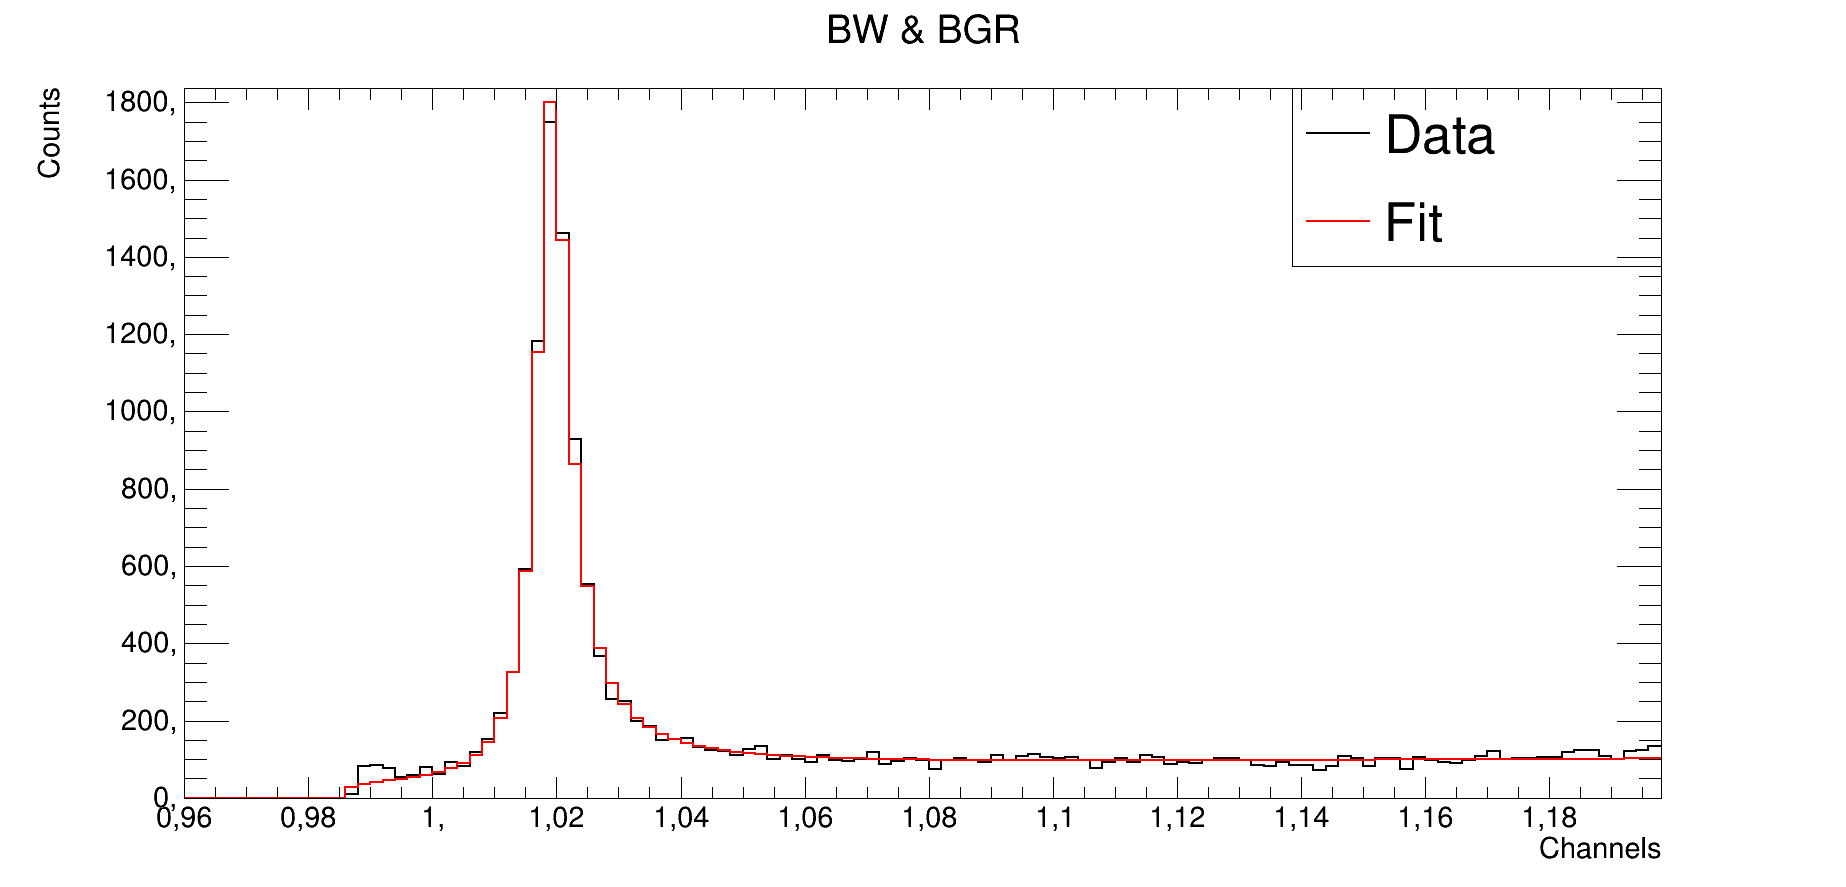 BW & BGR
Counts
1800,
1600,
1400,
1200,
1000,
800,
600,
400,
200,
0,
Data
Fit
0,96 0,98 1, 1,02 1,04 1,06 1,08 1,1 1,12 1,14 1,16 1,18
Channels